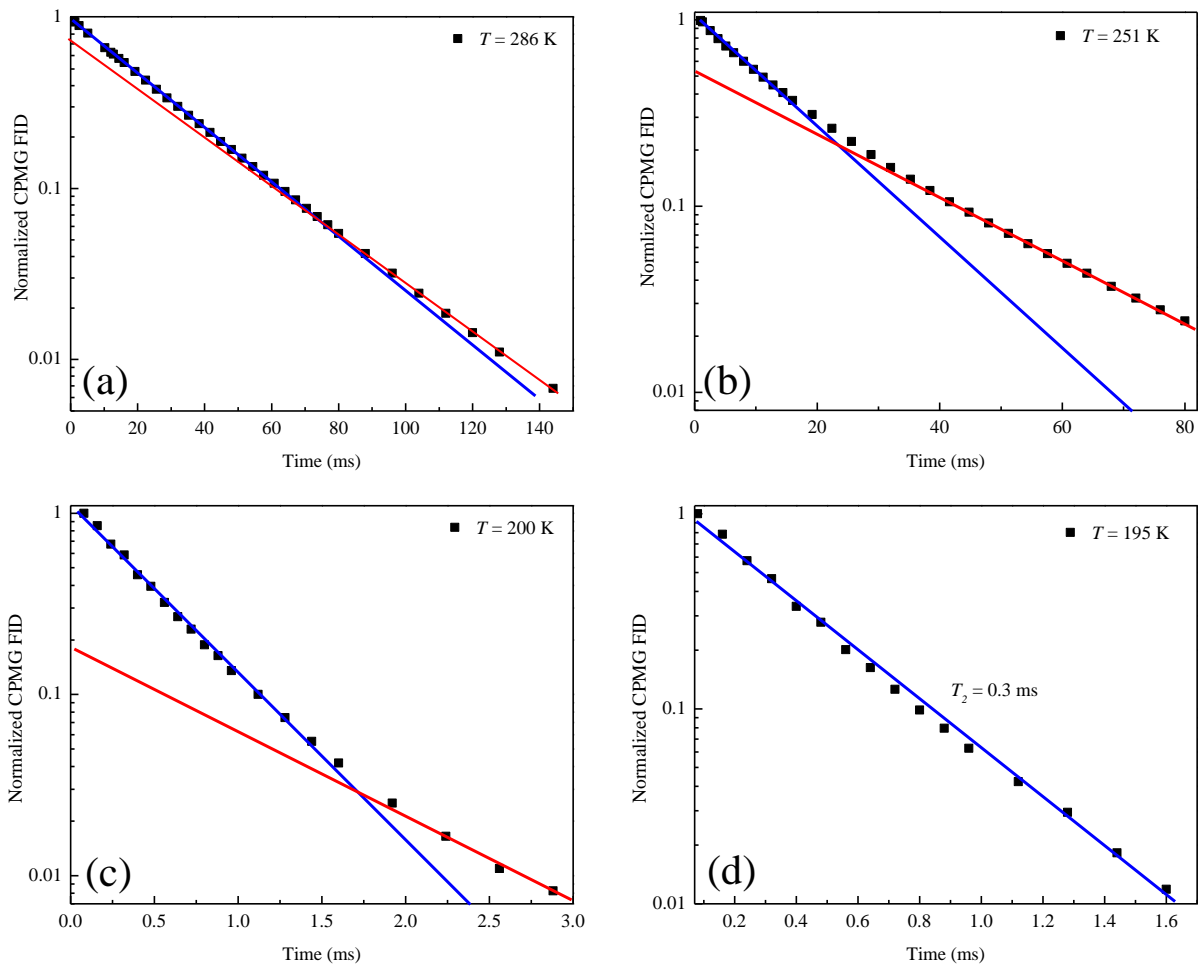 1
0.1
0.01
Normalized CPMG FID
T = 286 K
(a)
0 20 40 60 80 100 120 140
Time (ms)
1
0.1
0.01
Normlized CPMG FID
T = 251 K
(b)
0 20 40 60 80
Time (ms)
1
0.1
0.01
Normalized CPMG FID
T = 200 K
(c)
0.0 0.5 1.0 1.5 2.0 2.5 3.0
Time (ms)
1
0.1
0.01
Normalized CPMG FID
T = 195 K
T2 = 0.3 ms
(d)
0.2 0.4 0.6 0.8 1.0 1.2 1.4 1.6
Time (ms)